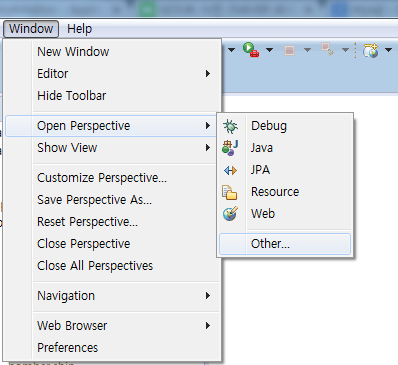 Window Help
New Window
Editor
Hide Toolbar
Open Perspective
Show View
Customize Perspective...
Save Perspective As...
Reset Perspective...
Close Perspective
Close All Perspectives
Navigation
Web Browser
Preferences
Debug
Java
JPA
Resource
Web
Other...